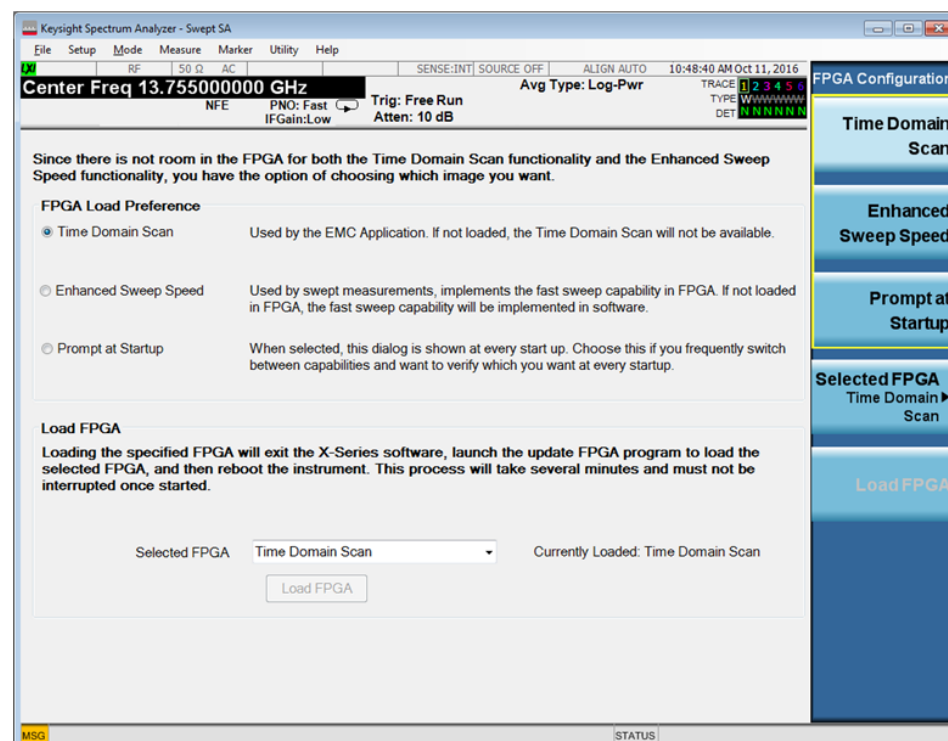 Keysight Spectrum Analyzer - Swept SA
File Setup Mode Measure Marker Utility Help
LXI RF 50 Ω AC SENSE:INT SOURCE OFF ALIGN AUTO 10:48:40 AM Oct 11, 2016
Center Freq 13.755000000 GHz
NFE
PNO: Fast
IFGain:Low
Trig: Free Run
Atten: 10 dB
Avg Type: Log-Pwr
TRACE 1 2 3 4 5 6
TYPE WWWWWW
DET N N N N N N
Since there is not room in the FPGA for both the Time Domain Scan functionality and the Enhanced Sweep
Speed functionality, you have the option of choosing which image you want.
FPGA Load Preference
Time Domain Scan
Used by the EMC Application. If not loaded, the Time Domain Scan will not be available.
Enhanced Sweep Speed
Used by swept measurements, implements the fast sweep capability in FPGA. If not loaded
in FPGA, the fast sweep capability will be implemented in software.
Prompt at Startup
When selected, this dialog is shown at every start up. Choose this if you frequently switch
between capabilities and want to verify which you want at every startup.
Load FPGA
Loading the specified FPGA will exit the X-Series software, launch the update FPGA program to load the
selected FPGA, and then reboot the instrument. This process will take several minutes and must not be
interrupted once started.
Selected FPGA Time Domain Scan Currently Loaded: Time Domain Scan
Load FPGA
FPGA Configuration
Time Domain
Scan
Enhanced
Sweep Speed
Prompt at
Startup
Selected FPGA
Time Domain
Scan
Load FPGA
MSG STATUS